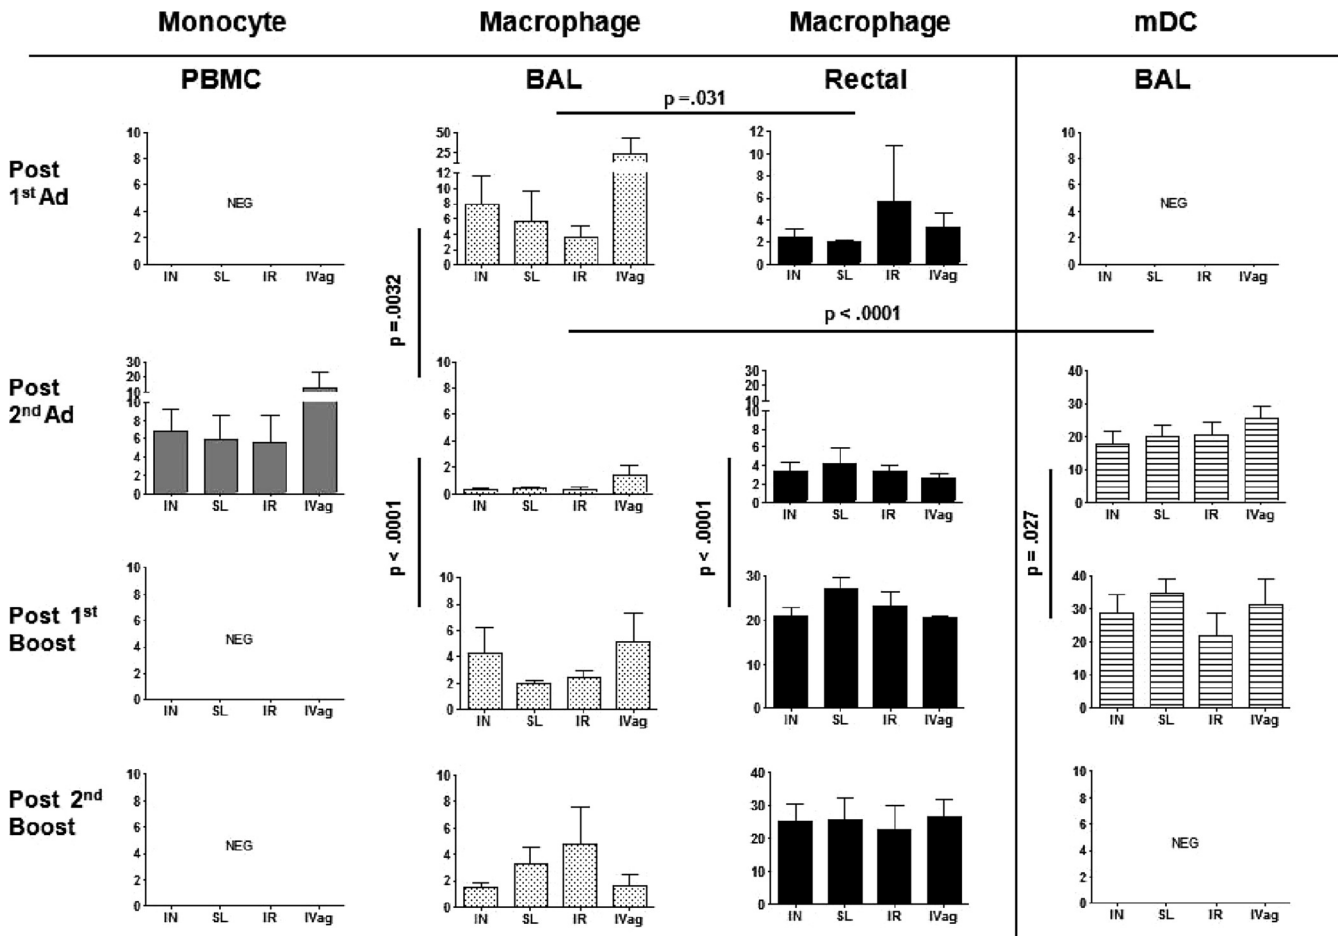 Monocyte Macrophage Macrophage mDC
PBMC BAL Rectal BAL
p =.031
Post
1st Ad
10
8
6
4
2
0
NEG
IN SL IR IVag
50
25
12
10
8
6
4
2
0
IN SL IR IVag
12
10
8
6
4
2
0
IN SL IR IVag
10
8
6
4
2
0
NEG
IN SL IR IVag
p =.0032
p < .0001
Post
2nd Ad
30
20
10
10
8
6
4
2
0
IN SL IR IVag
10
8
6
4
2
0
IN SL IR IVag
30
20
10
10
8
6
4
2
0
IN SL IR IVag
40
30
20
10
0
IN SL IR IVag
p < .0001
p < .0001
p = .027
Post 1st
Boost
10
8
6
4
2
0
NEG
IN SL IR IVag
10
8
6
4
2
0
IN SL IR IVag
30
20
10
0
IN SL IR IVag
40
30
20
10
0
IN SL IR IVag
Post 2nd
Boost
10
8
6
4
2
0
NEG
IN SL IR IVag
10
8
6
4
2
0
IN SL IR IVag
40
30
20
10
0
IN SL IR IVag
10
8
6
4
2
0
NEG
IN SL IR IVag